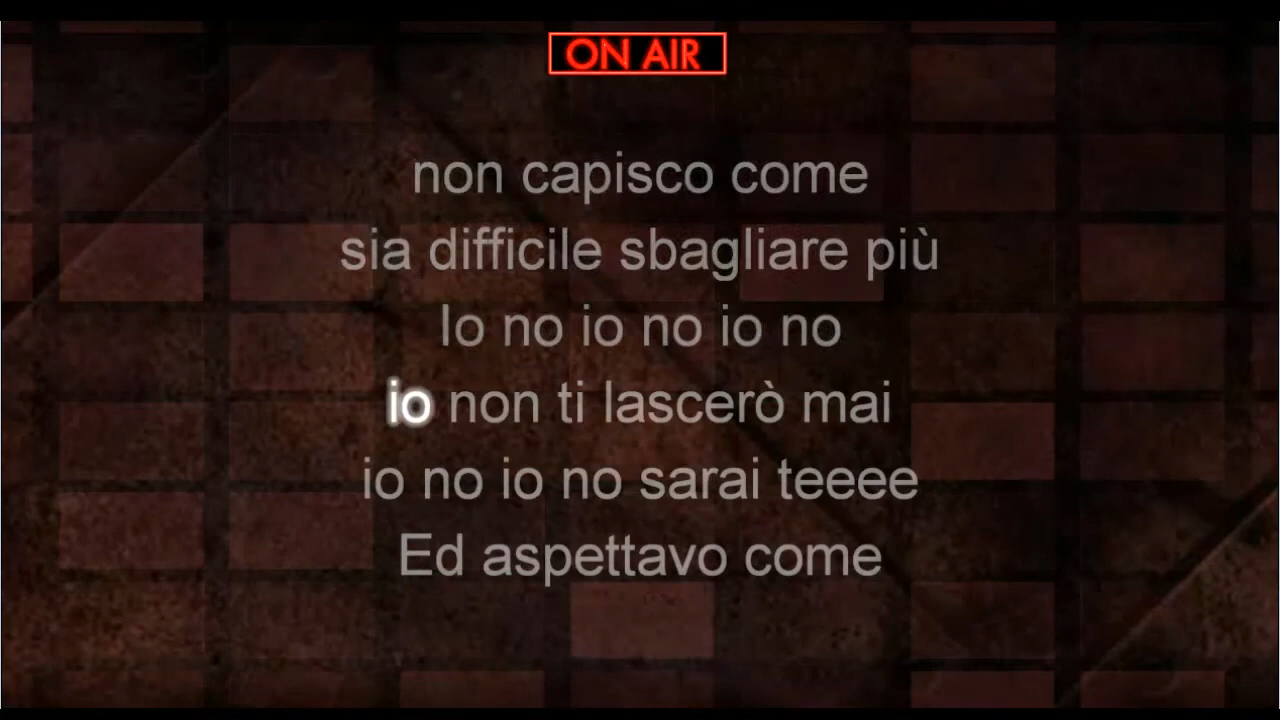 ON AIR
non capisco come
sia difficile sbagliare più
Io no io no io no
io non ti lascerò mai
io no io no sarai teeee
Ed aspettavo come